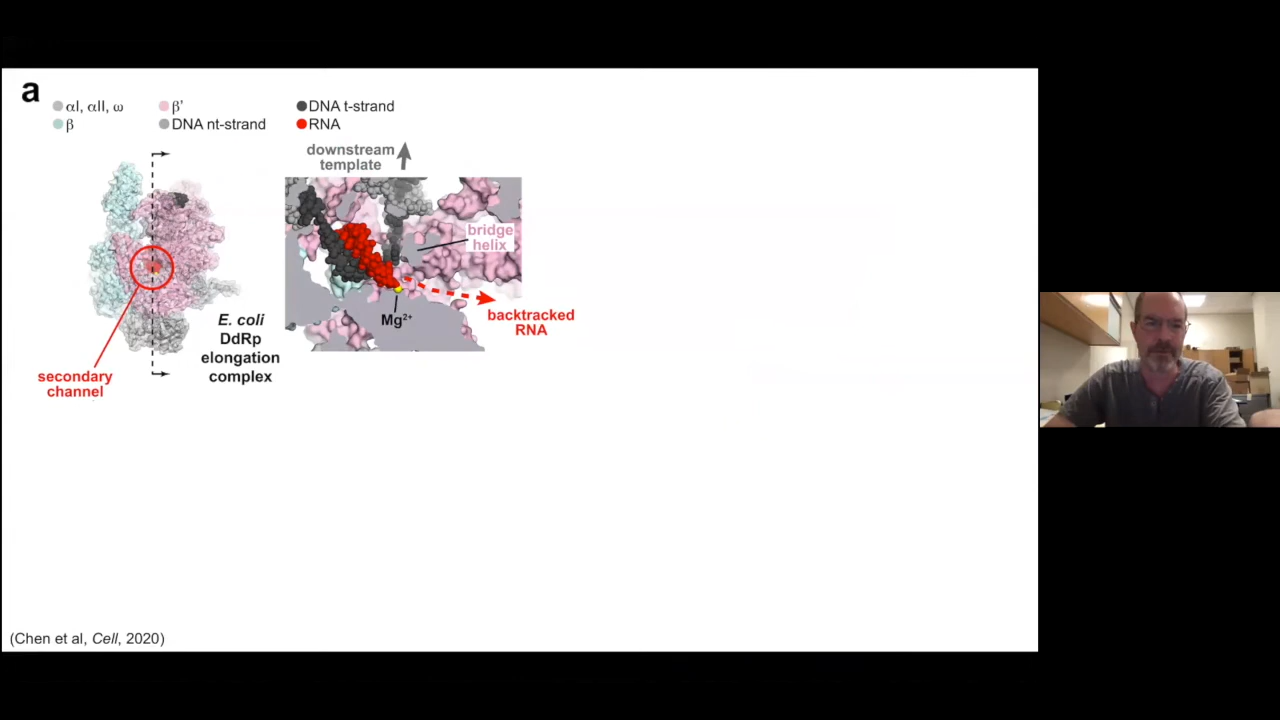 a
αI, αII, ω
β'
DNA t-strand
β
DNA nt-strand
RNA
downstream
template
bridge
helix
Mg²⁺
backtracked
RNA
E. coli
DdRp
elongation
complex
secondary
channel
(Chen et al, Cell, 2020)